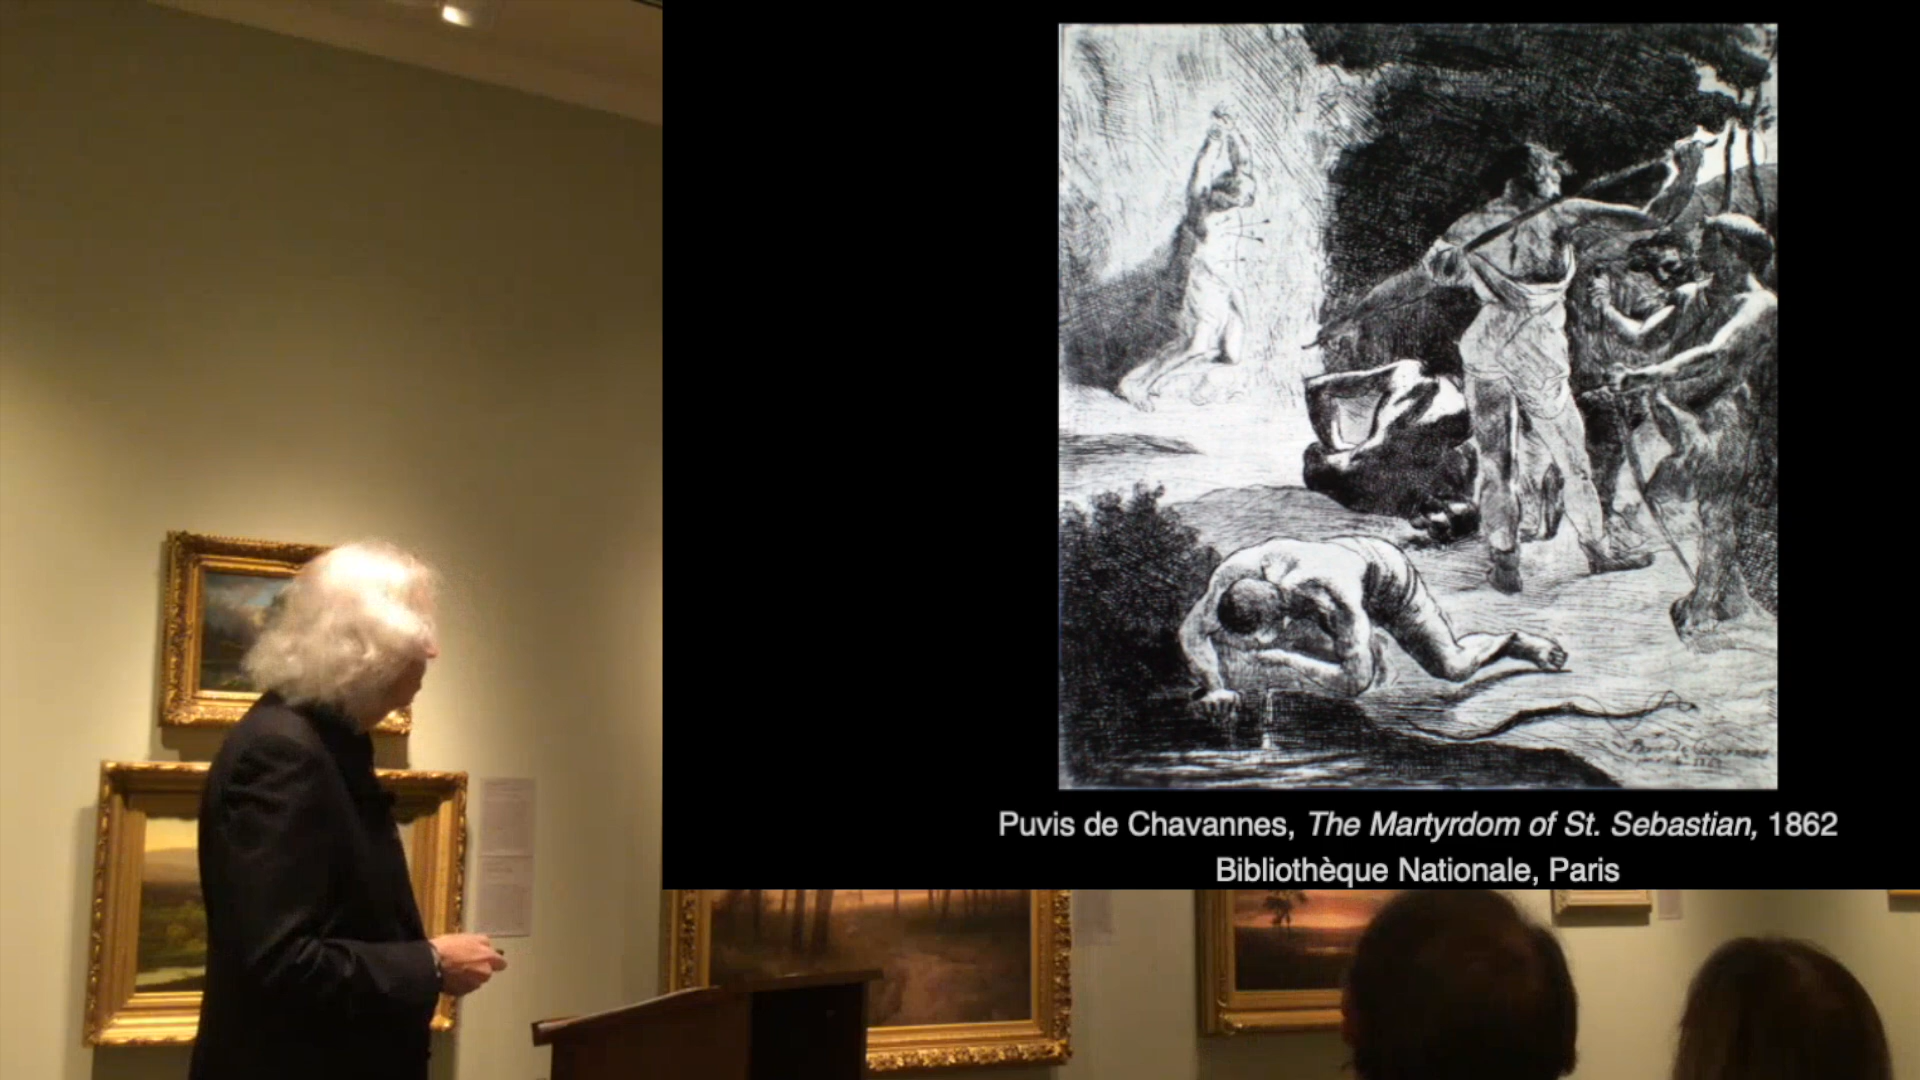 Puvis de Chavannes, The Martyrdom of St. Sebastian, 1862
Bibliothèque Nationale, Paris